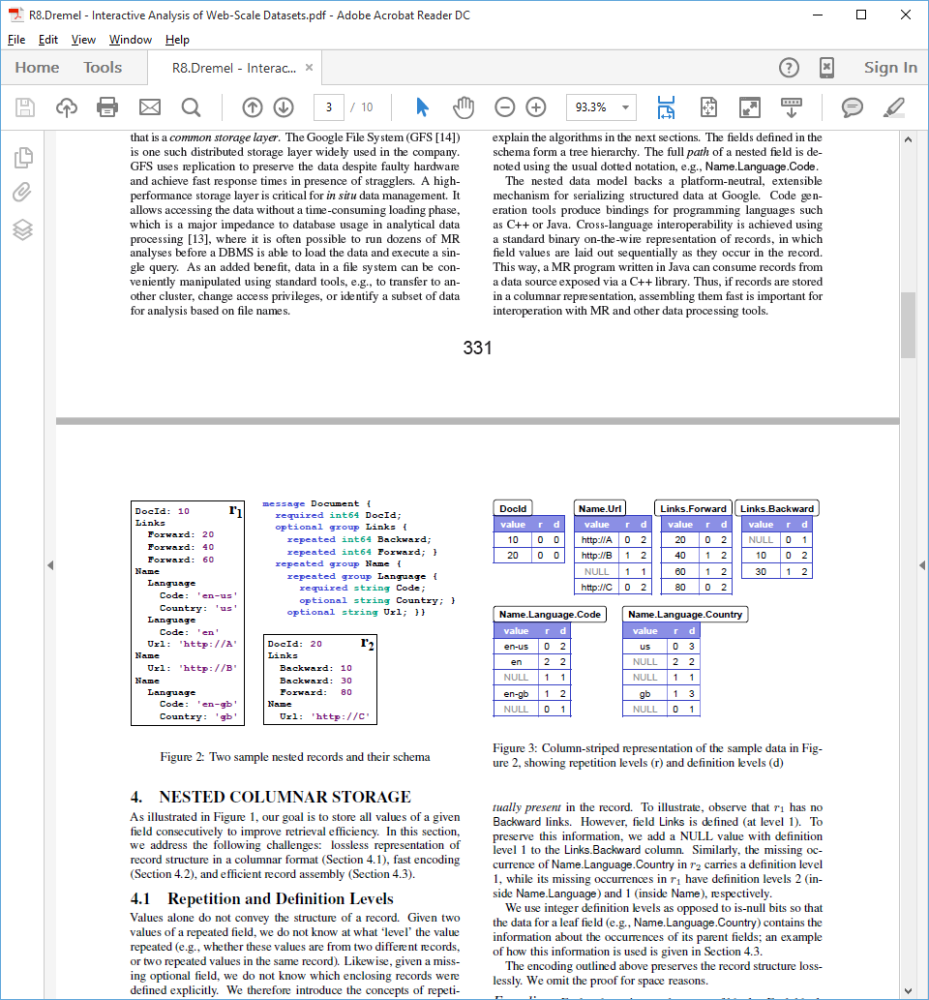 R8.Dremel - Interactive Analysis of Web-Scale Datasets.pdf - Adobe Acrobat Reader DC
File Edit View Window Help
Home Tools R8.Dremel - Interac... × ? Sign In
3 / 10 93.3%
that is a common storage layer. The Google File System (GFS [14])
is one such distributed storage layer widely used in the company.
GFS uses replication to preserve the data despite faulty hardware
and achieve fast response times in presence of stragglers. A high-
performance storage layer is critical for in situ data management. It
allows accessing the data without a time-consuming loading phase,
which is a major impedance to database usage in analytical data
processing [13], where it is often possible to run dozens of MR
analyses before a DBMS is able to load the data and execute a sin-
gle query. As an added benefit, data in a file system can be con-
veniently manipulated using standard tools, e.g., to transfer to an-
other cluster, change access privileges, or identify a subset of data
for analysis based on file names.
explain the algorithms in the next sections. The fields defined in the
schema form a tree hierarchy. The full path of a nested field is de-
noted using the usual dotted notation, e.g., Name.Language.Code.
The nested data model backs a platform-neutral, extensible
mechanism for serializing structured data at Google. Code gen-
eration tools produce bindings for programming languages such
as C++ or Java. Cross-language interoperability is achieved using
a standard binary on-the-wire representation of records, in which
field values are laid out sequentially as they occur in the record.
This way, a MR program written in Java can consume records from
a data source exposed via a C++ library. Thus, if records are stored
in a columnar representation, assembling them fast is important for
interoperation with MR and other data processing tools.
331
DocId: 10 r1
Links
Forward: 20
Forward: 40
Forward: 60
Name
Language
Code: 'en-us'
Country: 'us'
Language
Code: 'en'
Url: 'http://A'
Name
Url: 'http://B'
Name
Language
Code: 'en-gb'
Country: 'gb'
message Document {
required int64 DocId;
optional group Links {
repeated int64 Backward;
repeated int64 Forward; }
repeated group Name {
repeated group Language {
required string Code;
optional string Country; }
optional string Url; }}
DocId: 20 r2
Links
Backward: 10
Backward: 30
Forward: 80
Name
Url: 'http://C'
Figure 2: Two sample nested records and their schema
DocId
value r d
10 0 0
20 0 0
Name.Url
value r d
http://A 0 2
http://B 1 2
NULL 1 1
http://C 0 2
Links.Forward
value r d
20 0 2
40 1 2
60 1 2
80 0 2
Links.Backward
value r d
NULL 0 1
10 0 2
30 1 2
Name.Language.Code
value r d
en-us 0 2
en 2 2
NULL 1 1
en-gb 1 2
NULL 0 1
Name.Language.Country
value r d
us 0 3
NULL 2 2
NULL 1 1
gb 1 3
NULL 0 1
Figure 3: Column-striped representation of the sample data in Fig-
ure 2, showing repetition levels (r) and definition levels (d)
4. NESTED COLUMNAR STORAGE
As illustrated in Figure 1, our goal is to store all values of a given
field consecutively to improve retrieval efficiency. In this section,
we address the following challenges: lossless representation of
record structure in a columnar format (Section 4.1), fast encoding
(Section 4.2), and efficient record assembly (Section 4.3).
4.1 Repetition and Definition Levels
Values alone do not convey the structure of a record. Given two
values of a repeated field, we do not know at what ‘level’ the value
repeated (e.g., whether these values are from two different records,
or two repeated values in the same record). Likewise, given a miss-
ing optional field, we do not know which enclosing records were
defined explicitly. We therefore introduce the concepts of repeti-
tually present in the record. To illustrate, observe that r1 has no
Backward links. However, field Links is defined (at level 1). To
preserve this information, we add a NULL value with definition
level 1 to the Links.Backward column. Similarly, the missing oc-
currence of Name.Language.Country in r2 carries a definition level
1, while its missing occurrences in r1 have definition levels 2 (in-
side Name.Language) and 1 (inside Name), respectively.
We use integer definition levels as opposed to is-null bits so that
the data for a leaf field (e.g., Name.Language.Country) contains the
information about the occurrences of its parent fields; an example
of how this information is used is given in Section 4.3.
The encoding outlined above preserves the record structure loss-
lessly. We omit the proof for space reasons.